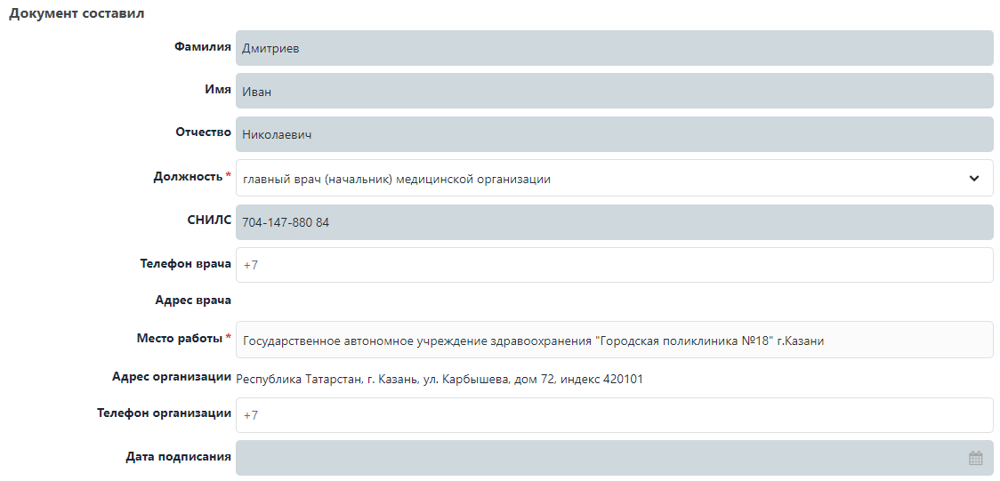 Документ составил
Фамилия Дмитриев
Имя Иван
Отчество Николаевич
Должность * главный врач (начальник) медицинской организации
СНИЛС 704-147-880 84
Телефон врача +7
Адрес врача
Место работы * Государственное автономное учреждение здравоохранения "Городская поликлиника №18" г.Казани
Адрес организации Республика Татарстан, г. Казань, ул. Карбышева, дом 72, индекс 420101
Телефон организации +7
Дата подписания